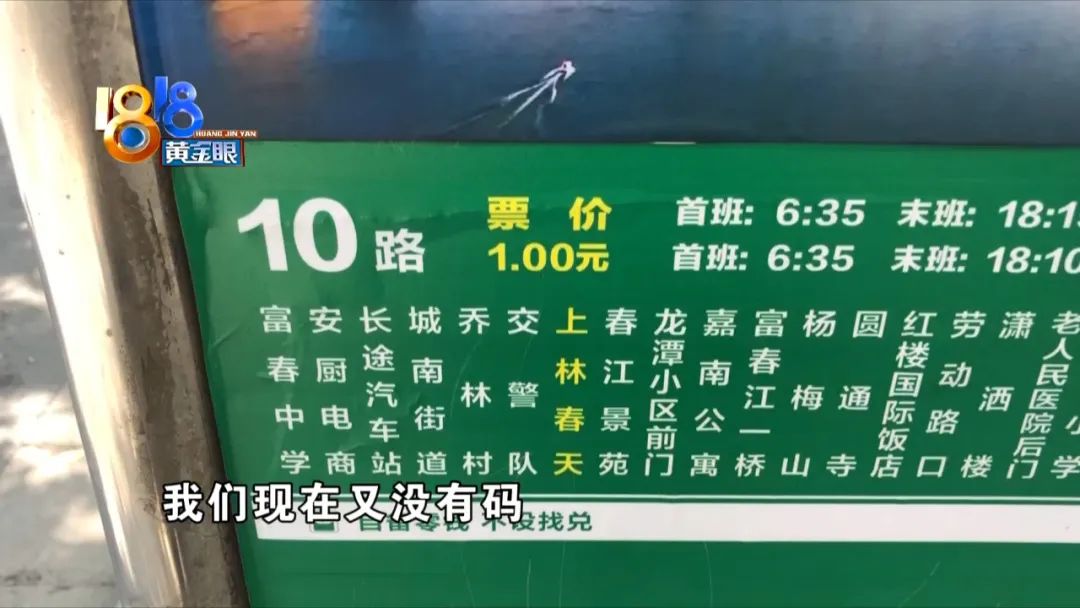 1818
HUANG JIN YAN
黄金眼
10路
票价
1.00元
首班: 6:35 末班: 18:1
首班: 6:35 末班: 18:10
富春中学
安厨电商
长途汽车站
城南街道
乔林村
交警队
上林春天
春江景苑
龙潭小区前门
嘉南公寓
富春江一桥
杨梅山
圆通寺
红楼国际饭店
劳动路口
潇洒楼
老人民医院后门
小学
自备零钱 不设找兑
我们现在又没有码